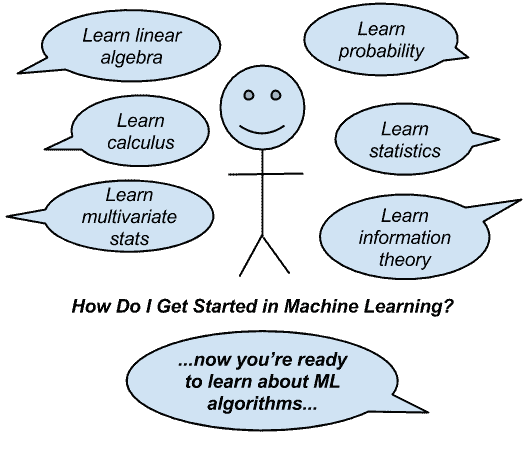 Learn linear
algebra
Learn
probability
Learn
calculus
Learn
statistics
Learn
multivariate
stats
Learn
information
theory
How Do I Get Started in Machine Learning?
...now you're ready
to learn about ML
algorithms...